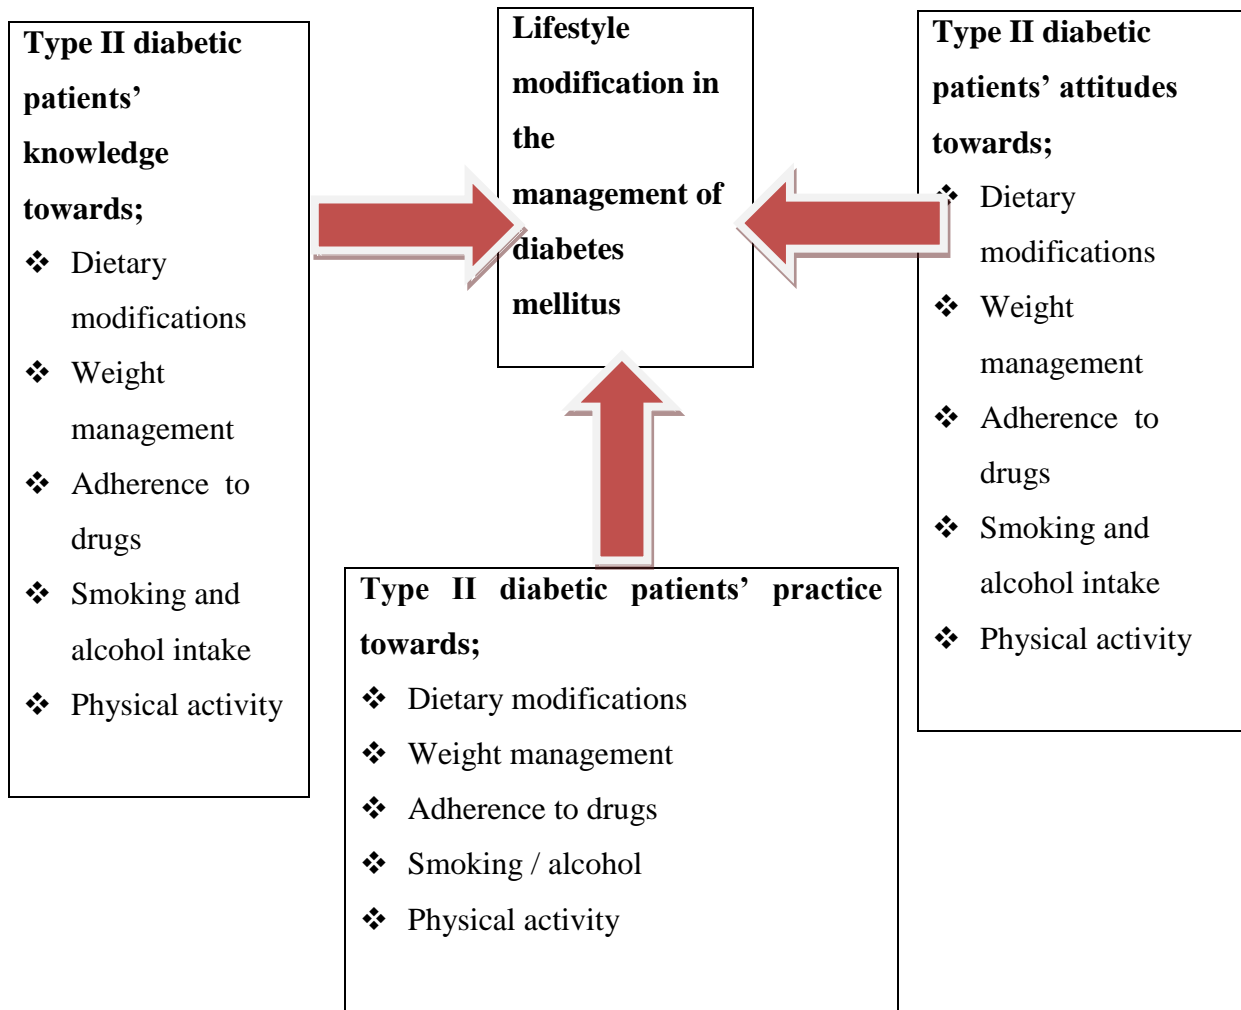 Type II diabetic
patients’
knowledge
towards;
❖ Dietary
modifications
❖ Weight
management
❖ Adherence to
drugs
❖ Smoking and
alcohol intake
❖ Physical activity
Lifestyle
modification in
the
management of
diabetes
mellitus
Type II diabetic
patients’ attitudes
towards;
❖ Dietary
modifications
❖ Weight
management
❖ Adherence to
drugs
❖ Smoking and
alcohol intake
❖ Physical activity
Type II diabetic patients’ practice
towards;
❖ Dietary modifications
❖ Weight management
❖ Adherence to drugs
❖ Smoking / alcohol
❖ Physical activity